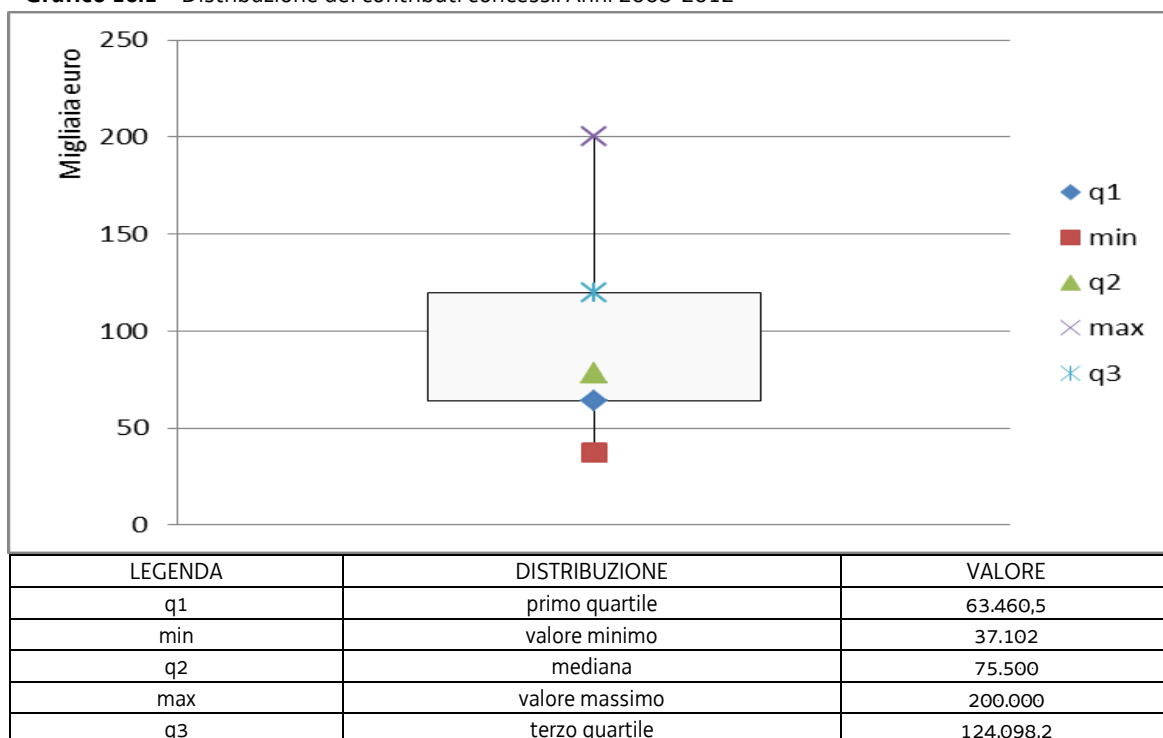 250
200
150
100
50
0
Migliaia euro
q1
min
q2
max
q3
LEGENDA DISTRIBUZIONE VALORE
q1 primo quartile 63.460,5
min valore minimo 37.102
q2 mediana 75.500
max valore massimo 200.000
q3 terzo quartile 124.098,2